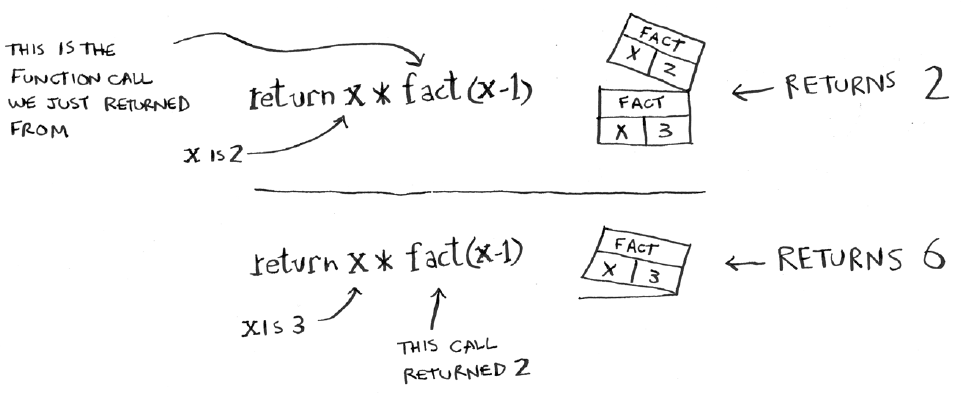 THIS IS THE
FUNCTION CALL
WE JUST RETURNED
FROM
return x * fact(x-1)
X IS 2
FACT
X 2
FACT
X 3
← RETURNS 2
return x * fact(x-1)
X IS 3
THIS CALL
RETURNED 2
FACT
X 3
← RETURNS 6